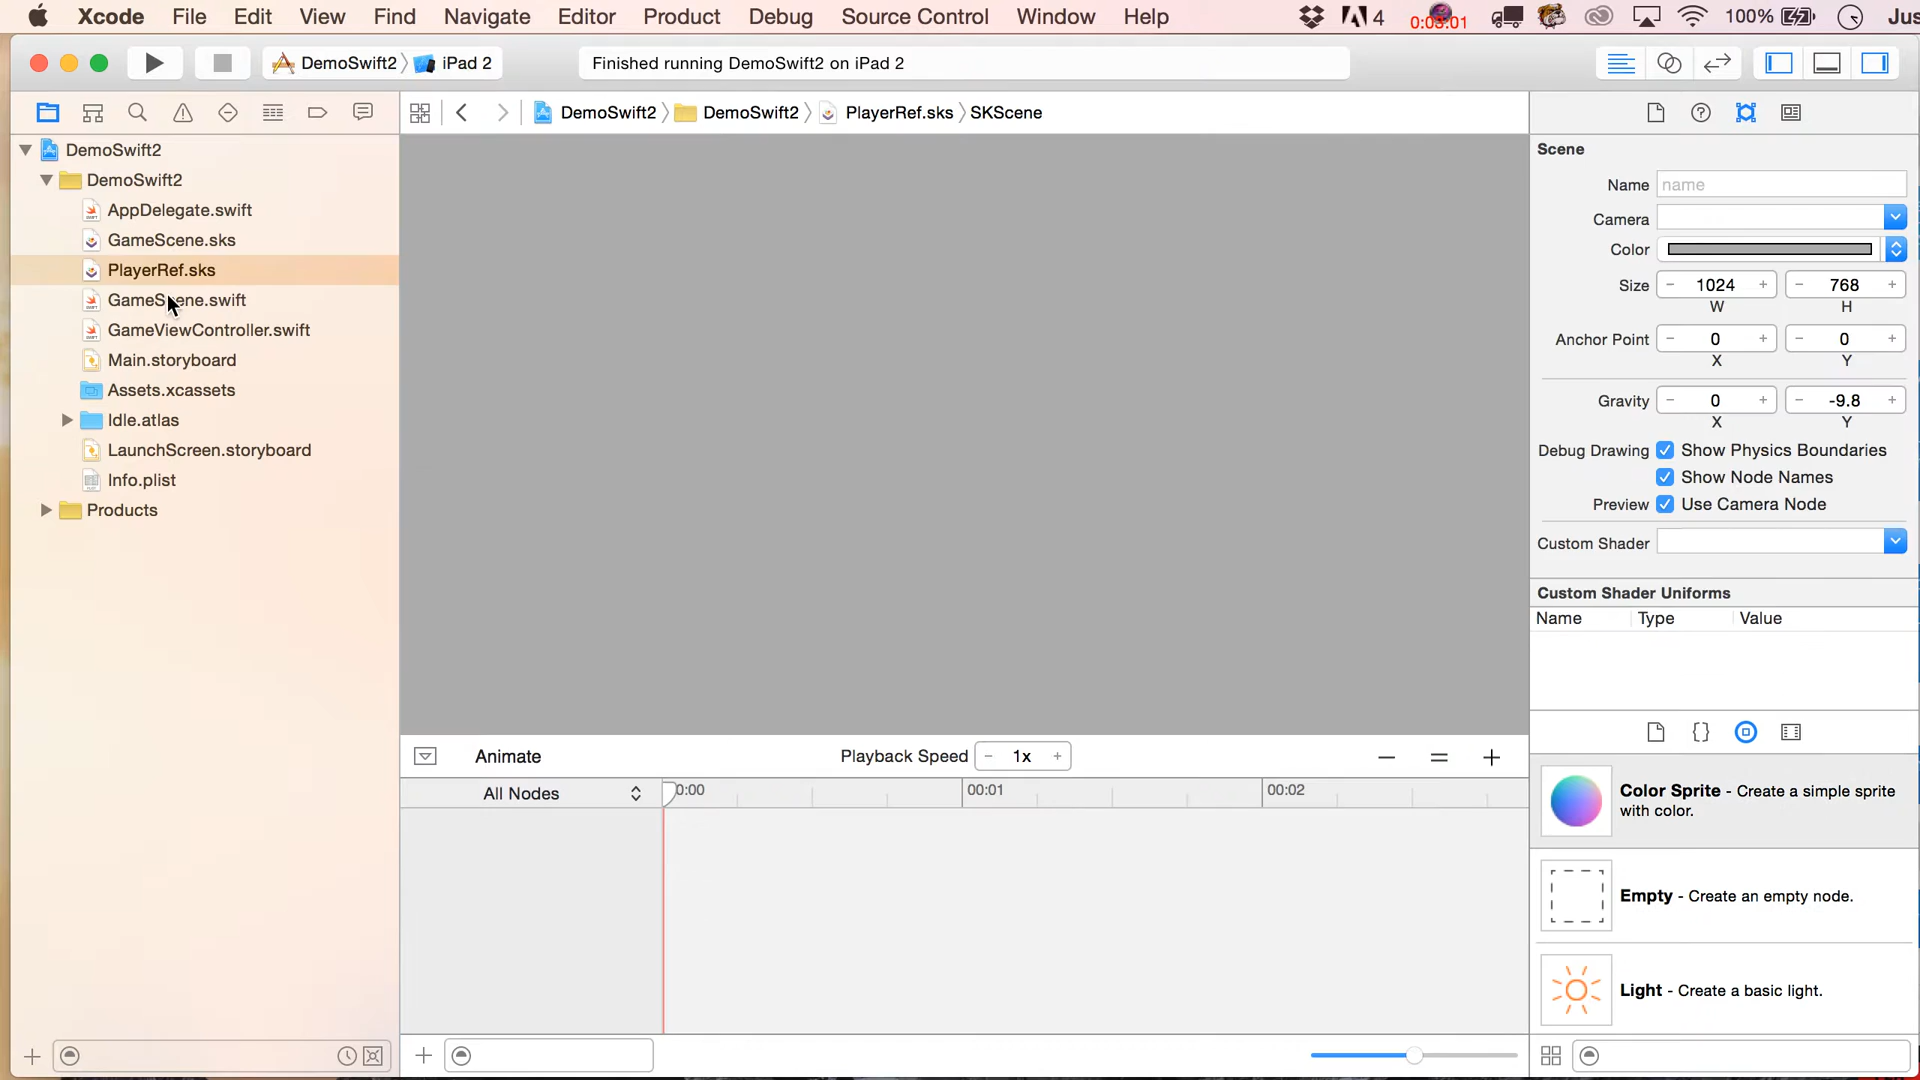 Xcode File Edit View Find Navigate Editor Product Debug Source Control Window Help 4 0:03:01 100% Jus
DemoSwift2 iPad 2 Finished running DemoSwift2 on iPad 2
DemoSwift2 DemoSwift2 PlayerRef.sks SKScene
DemoSwift2
DemoSwift2
AppDelegate.swift
GameScene.sks
PlayerRef.sks
GameScene.swift
GameViewController.swift
Main.storyboard
Assets.xcassets
Idle.atlas
LaunchScreen.storyboard
Info.plist
Products
Animate Playback Speed - 1x +
All Nodes 0:00 00:01 00:02
Scene
Name name
Camera
Color
Size - 1024 + - 768 +
W H
Anchor Point - 0 + - 0 +
X Y
Gravity - 0 + - -9.8 +
X Y
Debug Drawing Show Physics Boundaries
Show Node Names
Preview Use Camera Node
Custom Shader
Custom Shader Uniforms
Name Type Value
{}
Color Sprite - Create a simple sprite
with color.
Empty - Create an empty node.
Light - Create a basic light.